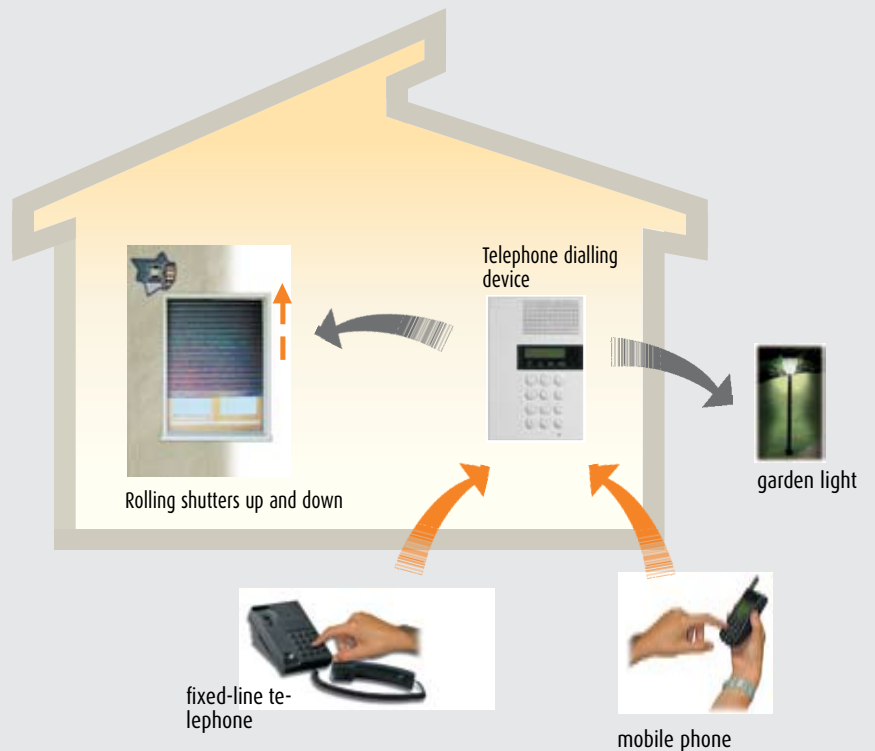 Telephone dialling
device
Rolling shutters up and down
garden light
fixed-line te-
lephone
mobile phone